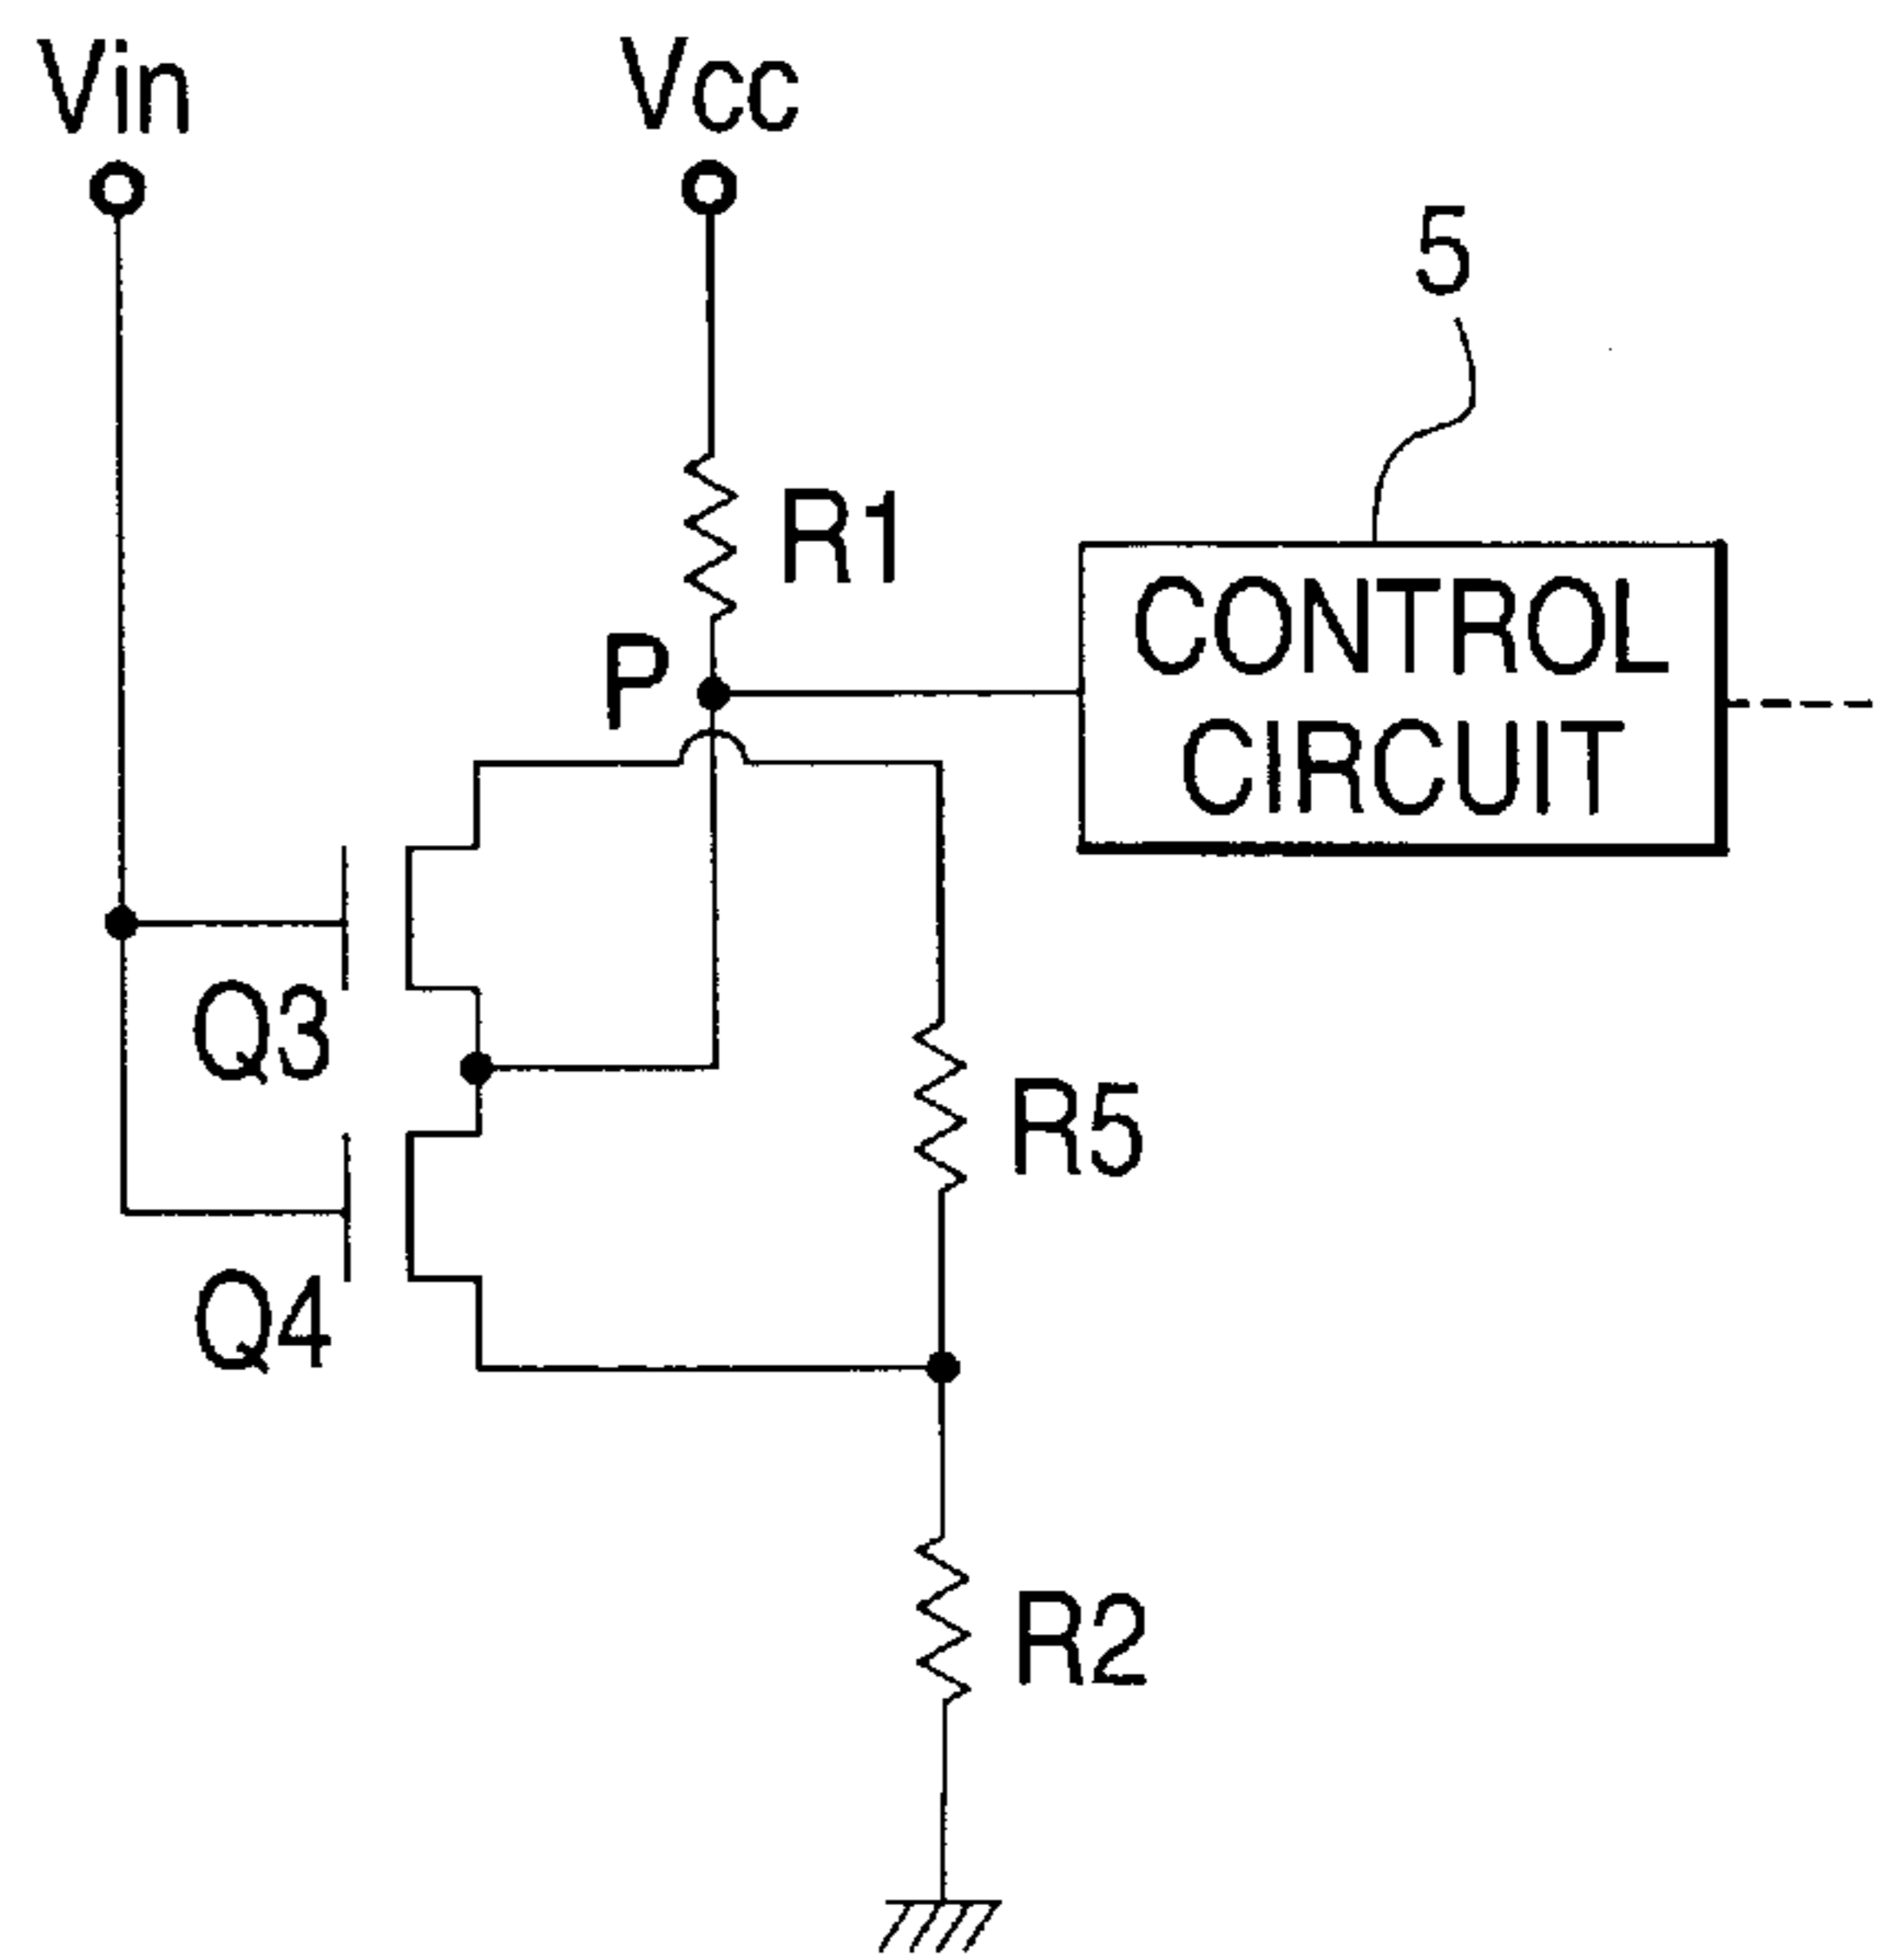 Vin
Vcc
5
R1
P
CONTROL
CIRCUIT
Q3
R5
Q4
R2